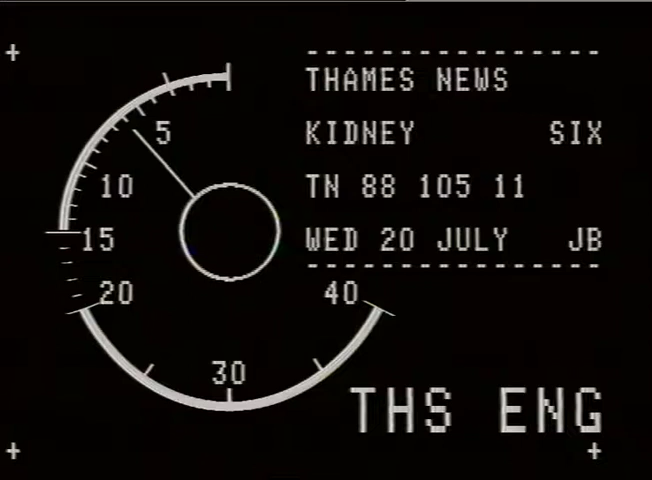 THAMES NEWS
KIDNEY SIX
TN 88 105 11
WED 20 JULY JB
5
10
15
20
30
40
THS ENG